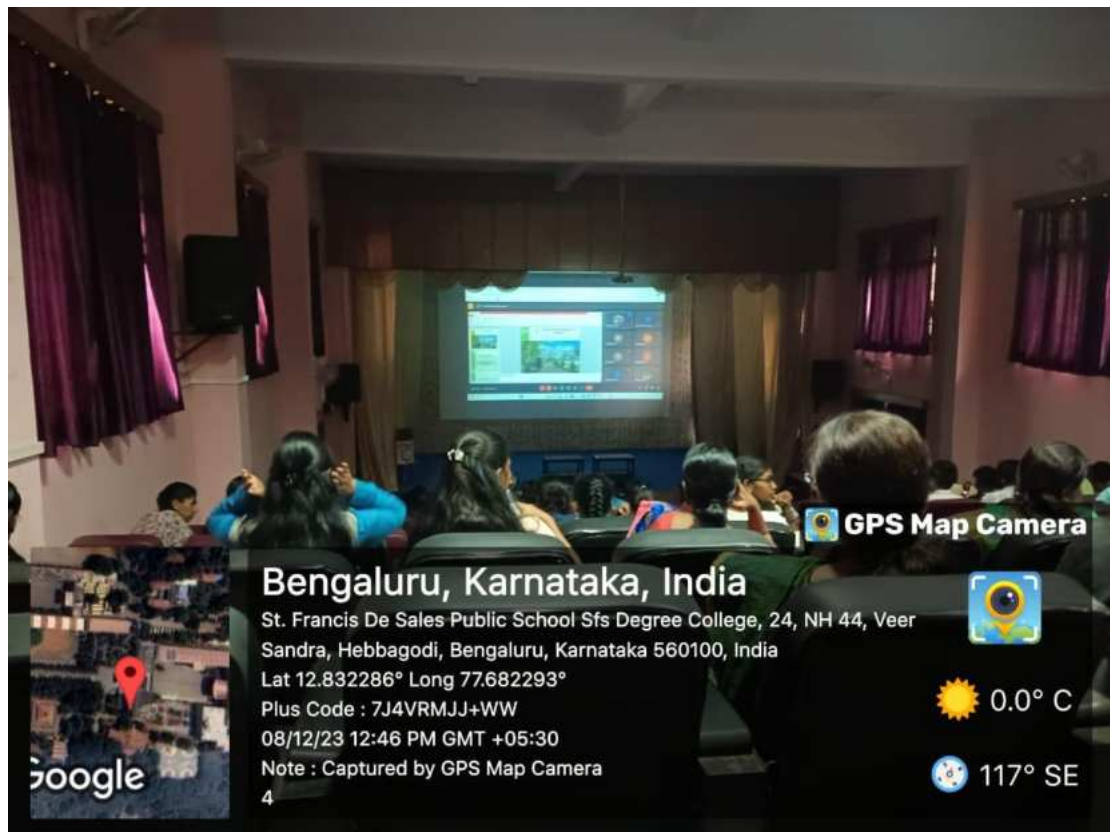 GPS Map Camera
Bengaluru, Karnataka, India
St. Francis De Sales Public School Sfs Degree College, 24, NH 44, Veer
Sandra, Hebbagodi, Bengaluru, Karnataka 560100, India
Lat 12.832286° Long 77.682293°
Plus Code : 7J4VRMJJ+WW
08/12/23 12:46 PM GMT +05:30
Note : Captured by GPS Map Camera
4
Google
0.0° C
117° SE